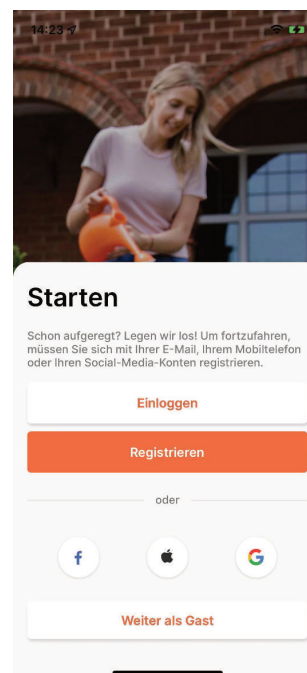 14:23
Starten
Schon aufgeregt? Legen wir los! Um fortzufahren,
müssen Sie sich mit Ihrer E-Mail, Ihrem Mobiltelefon
oder Ihren Social-Media-Konten registrieren.
Einloggen
Registrieren
oder
Weiter als Gast